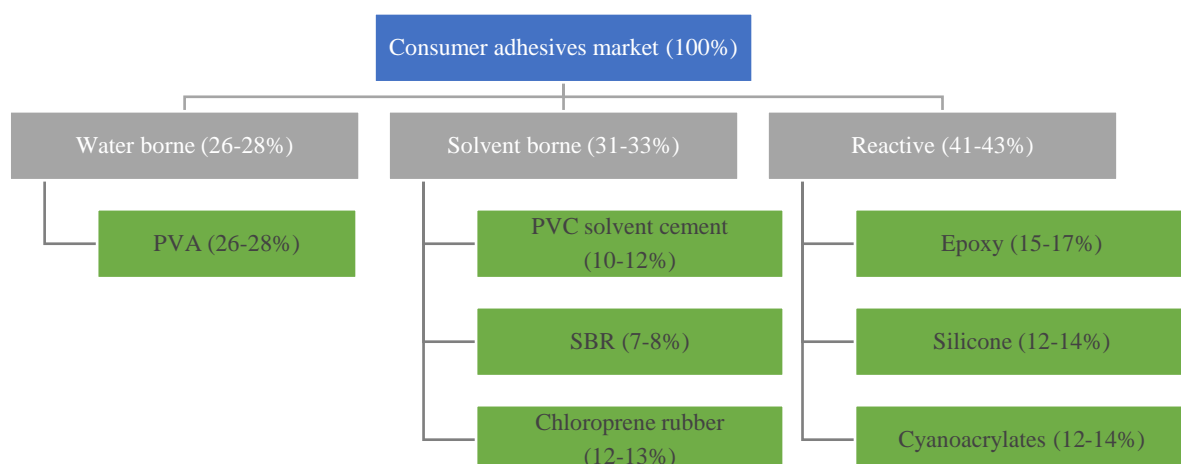 Consumer adhesives market (100%)
Water borne (26-28%)
Solvent borne (31-33%)
Reactive (41-43%)
PVA (26-28%)
PVC solvent cement
(10-12%)
Epoxy (15-17%)
SBR (7-8%)
Silicone (12-14%)
Chloroprene rubber
(12-13%)
Cyanoacrylates (12-14%)